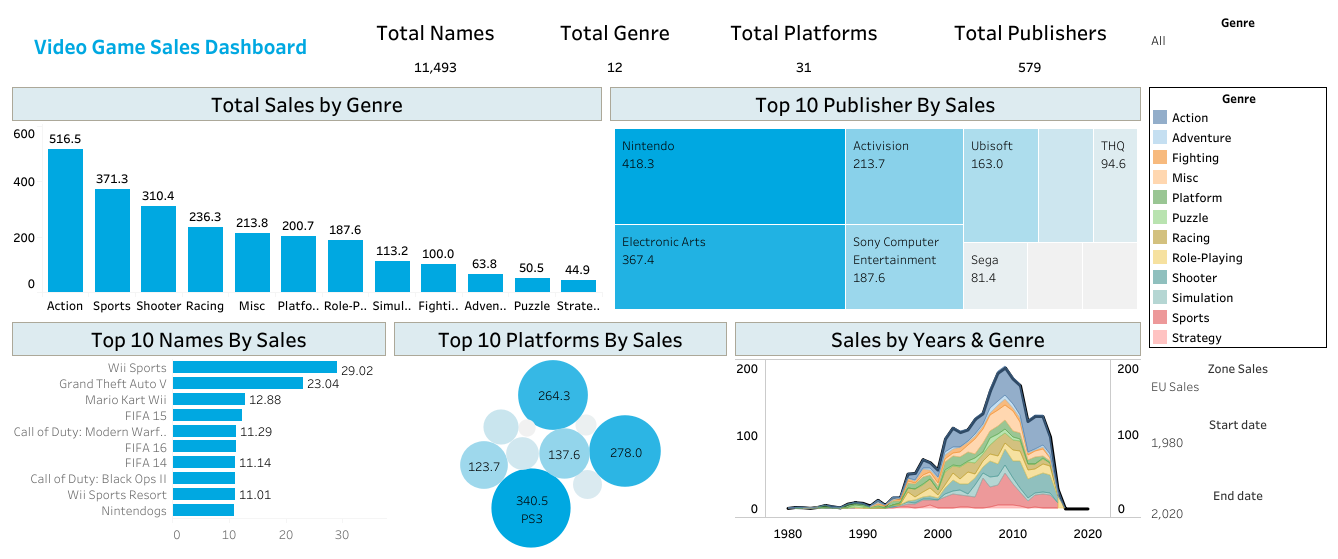 Video Game Sales Dashboard
Total Names
11,493
Total Genre
12
Total Platforms
31
Total Publishers
579
Genre
All
Total Sales by Genre
600
400
200
0
516.5
371.3
310.4
236.3
213.8
200.7
187.6
113.2
100.0
63.8
50.5
44.9
Action
Sports
Shooter
Racing
Misc
Platfo..
Role-P..
Simul..
Fighti..
Adven..
Puzzle
Strate..
Top 10 Publisher By Sales
Nintendo
418.3
Electronic Arts
367.4
Activision
213.7
Sony Computer
Entertainment
187.6
Ubisoft
163.0
THQ
94.6
Sega
81.4
Genre
Action
Adventure
Fighting
Misc
Platform
Puzzle
Racing
Role-Playing
Shooter
Simulation
Sports
Strategy
Top 10 Names By Sales
Wii Sports
29.02
Grand Theft Auto V
23.04
Mario Kart Wii
12.88
FIFA 15
Call of Duty: Modern Warf..
11.29
FIFA 16
FIFA 14
11.14
Call of Duty: Black Ops II
Wii Sports Resort
11.01
Nintendogs
0
10
20
30
Top 10 Platforms By Sales
264.3
278.0
137.6
123.7
340.5
PS3
Sales by Years & Genre
200
100
0
200
100
0
1980
1990
2000
2010
2020
Zone Sales
EU Sales
Start date
1,980
End date
2,020